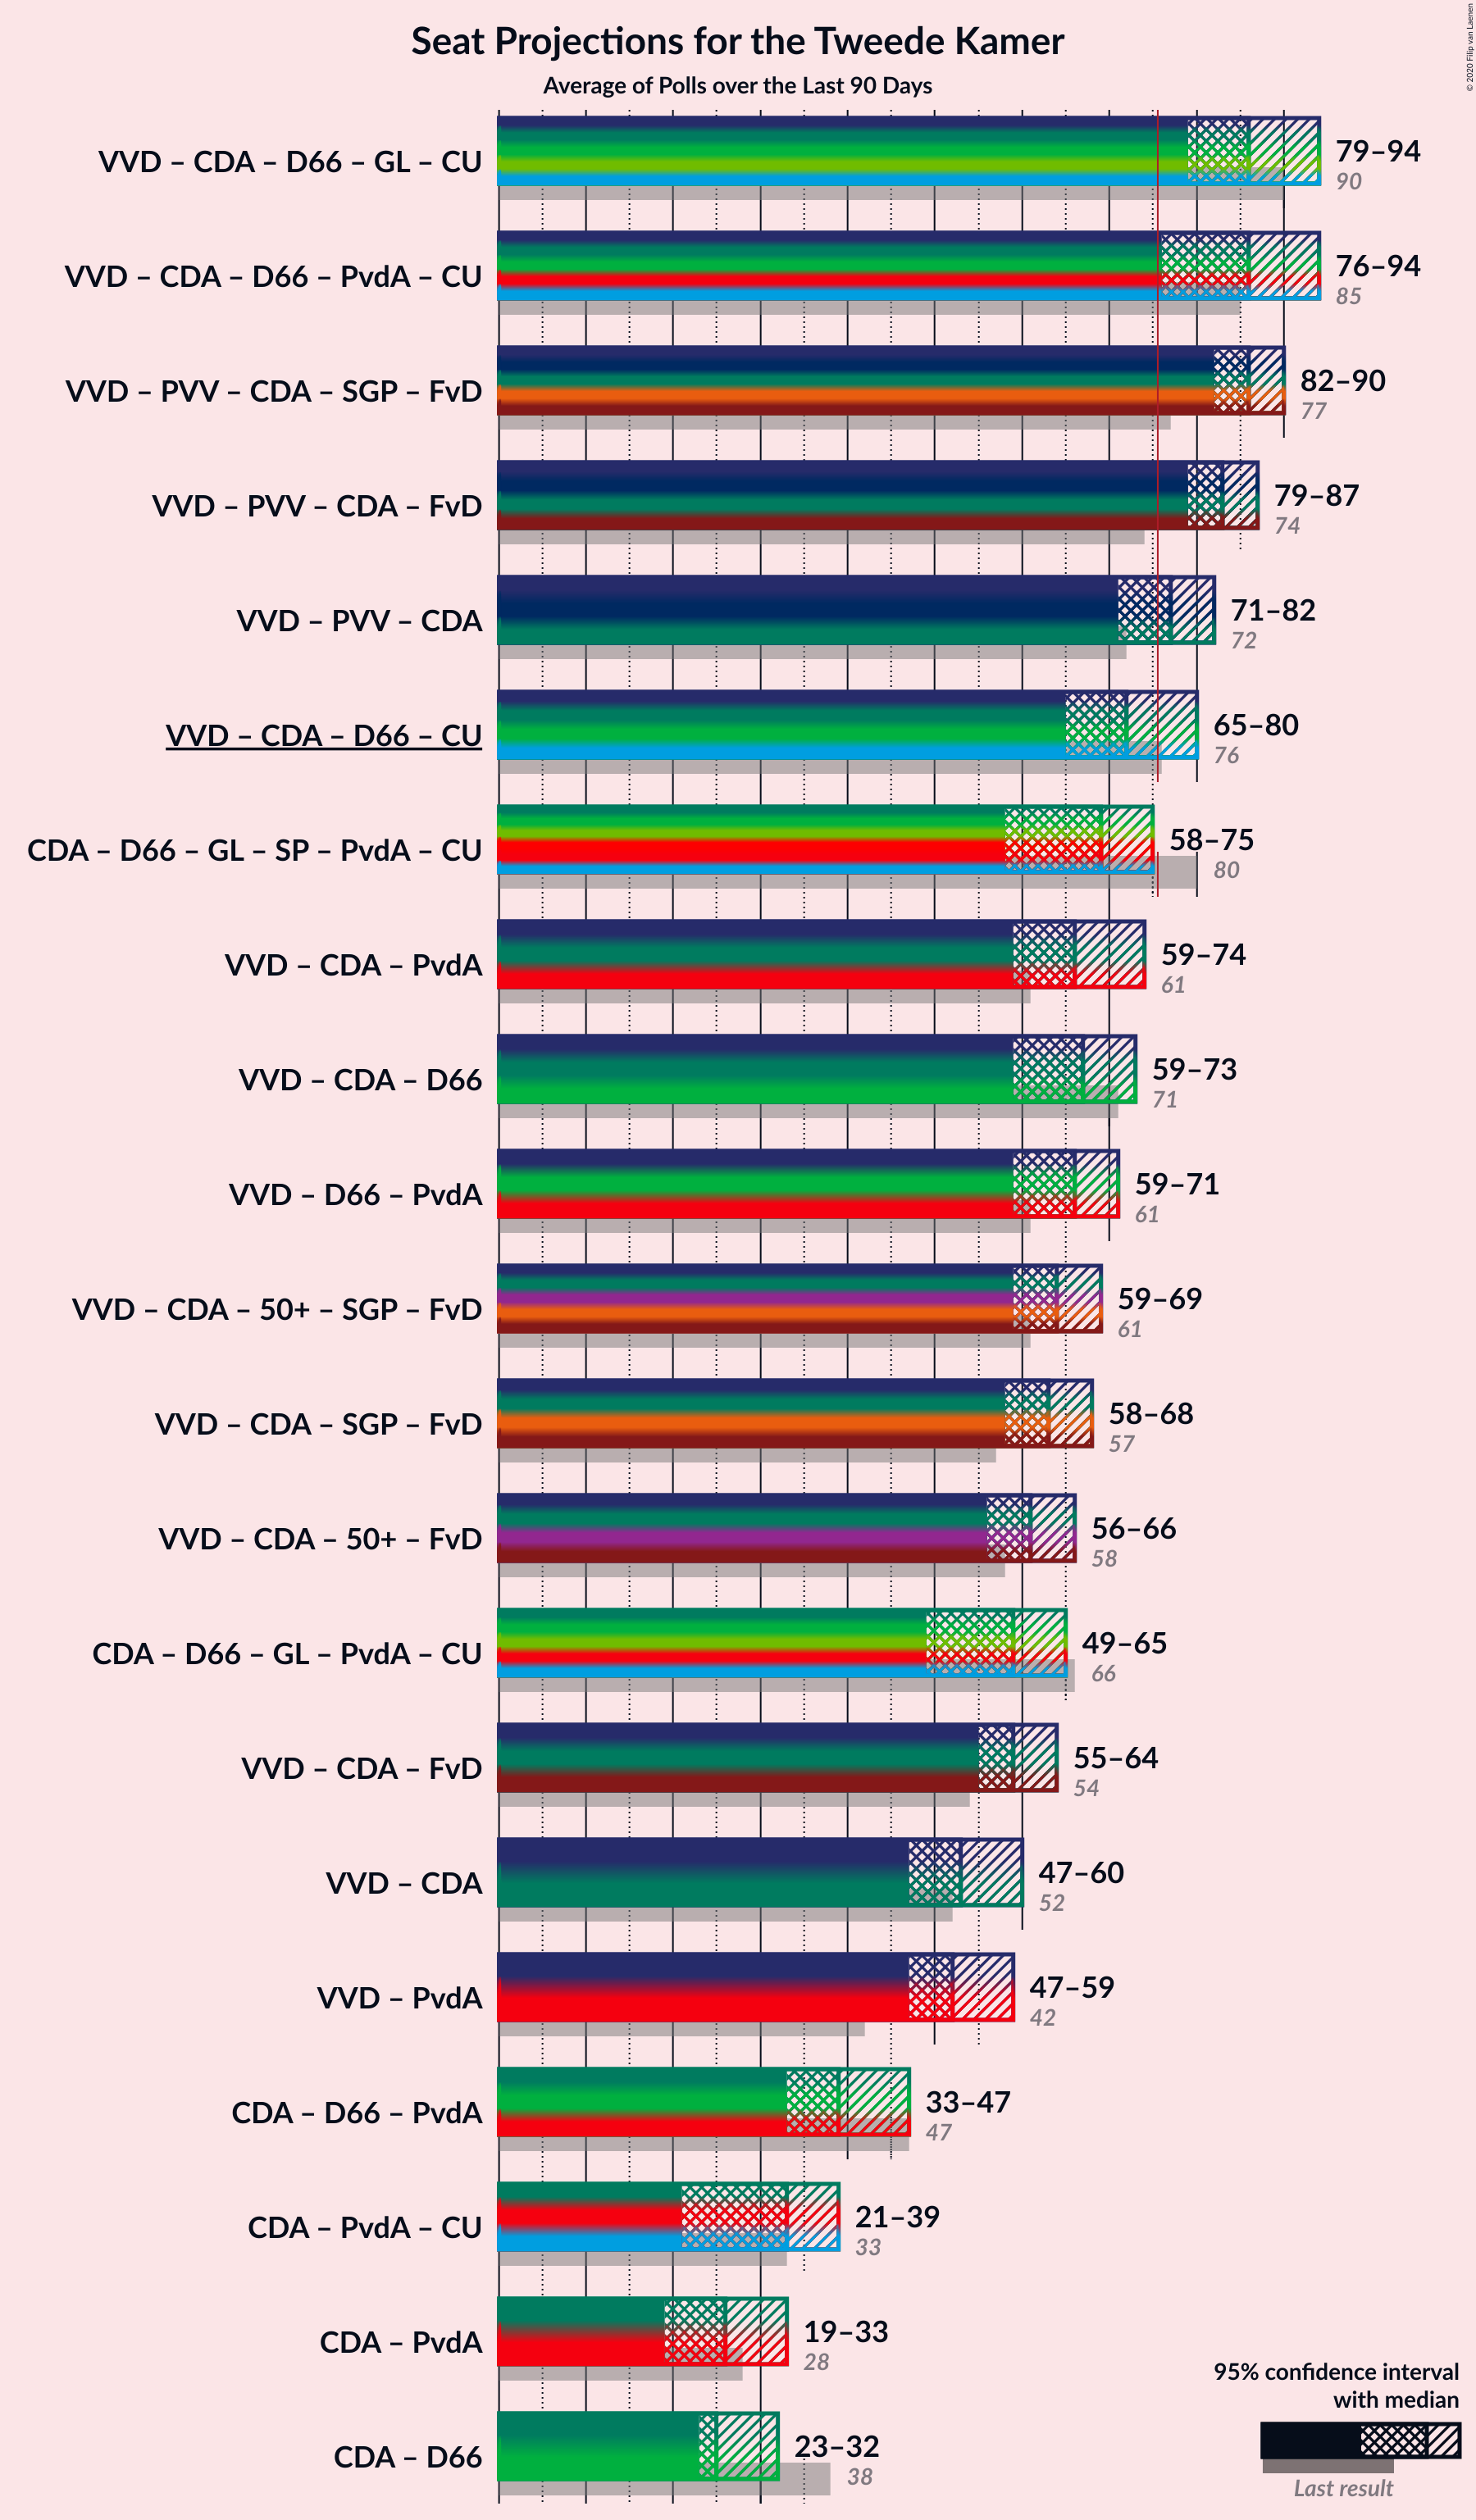 Seat Projections for the Tweede Kamer
Average of Polls over the Last 90 Days
© 2020 Filip van Laenen
VVD – CDA – D66 – GL – CU
79–94
90
VVD – CDA – D66 – PvdA – CU
76–94
85
VVD – PVV – CDA – SGP – FvD
82–90
77
VVD – PVV – CDA – FvD
79–87
74
VVD – PVV – CDA
71–82
72
VVD – CDA – D66 – CU
65–80
76
CDA – D66 – GL – SP – PvdA – CU
58–75
80
VVD – CDA – PvdA
59–74
61
VVD – CDA – D66
59–73
71
VVD – D66 – PvdA
59–71
61
VVD – CDA – 50+ – SGP – FvD
59–69
61
VVD – CDA – SGP – FvD
58–68
57
VVD – CDA – 50+ – FvD
56–66
58
CDA – D66 – GL – PvdA – CU
49–65
66
VVD – CDA – FvD
55–64
54
VVD – CDA
47–60
52
VVD – PvdA
47–59
42
CDA – D66 – PvdA
33–47
47
CDA – PvdA – CU
21–39
33
CDA – PvdA
19–33
28
CDA – D66
23–32
38
95% confidence interval
with median
Last result